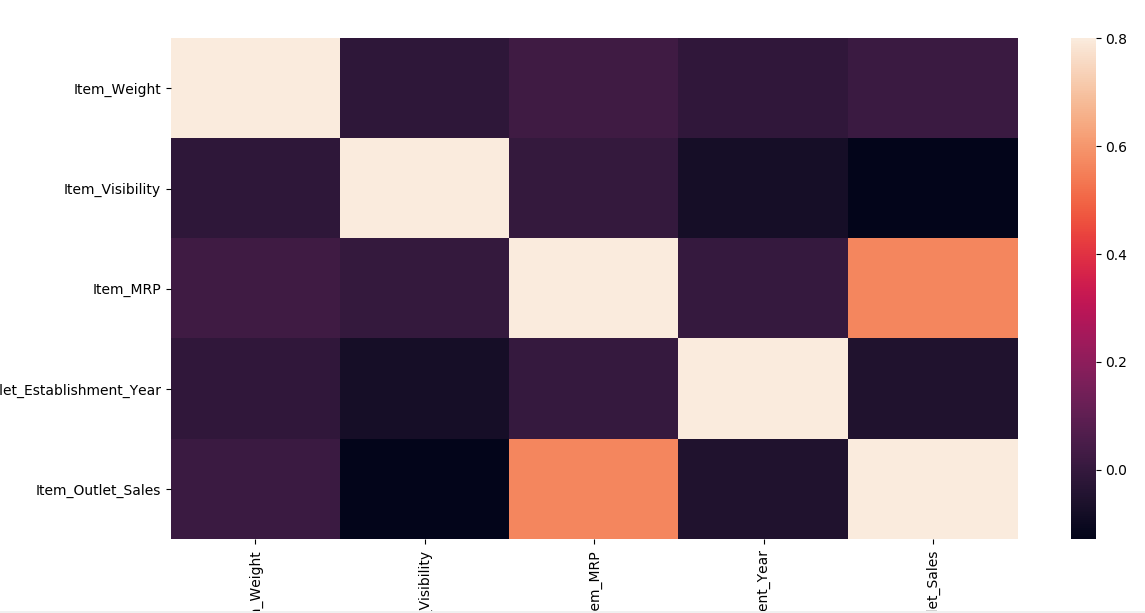 Item_Weight
Item_Visibility
Item_MRP
let_Establishment_Year
Item_Outlet_Sales
_Weight
Visibility
em_MRP
ent_Year
et_Sales
0.8
0.6
0.4
0.2
0.0